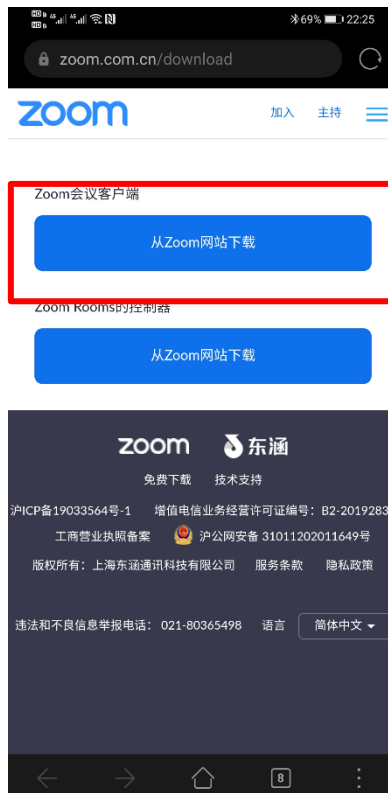 69% 22:25
zoom.com.cn/download
zoom 加入 主持
Zoom会议客户端
从Zoom网站下载
Zoom Rooms的控制器
从Zoom网站下载
zoom 东涵
免费下载 技术支持
沪ICP备19033564号-1 增值电信业务经营许可证编号：B2-2019283
工商营业执照备案 沪公网安备 31011202011649号
版权所有：上海东涵通讯科技有限公司 服务条款 隐私政策
违法和不良信息举报电话： 021-80365498 语言 简体中文
8